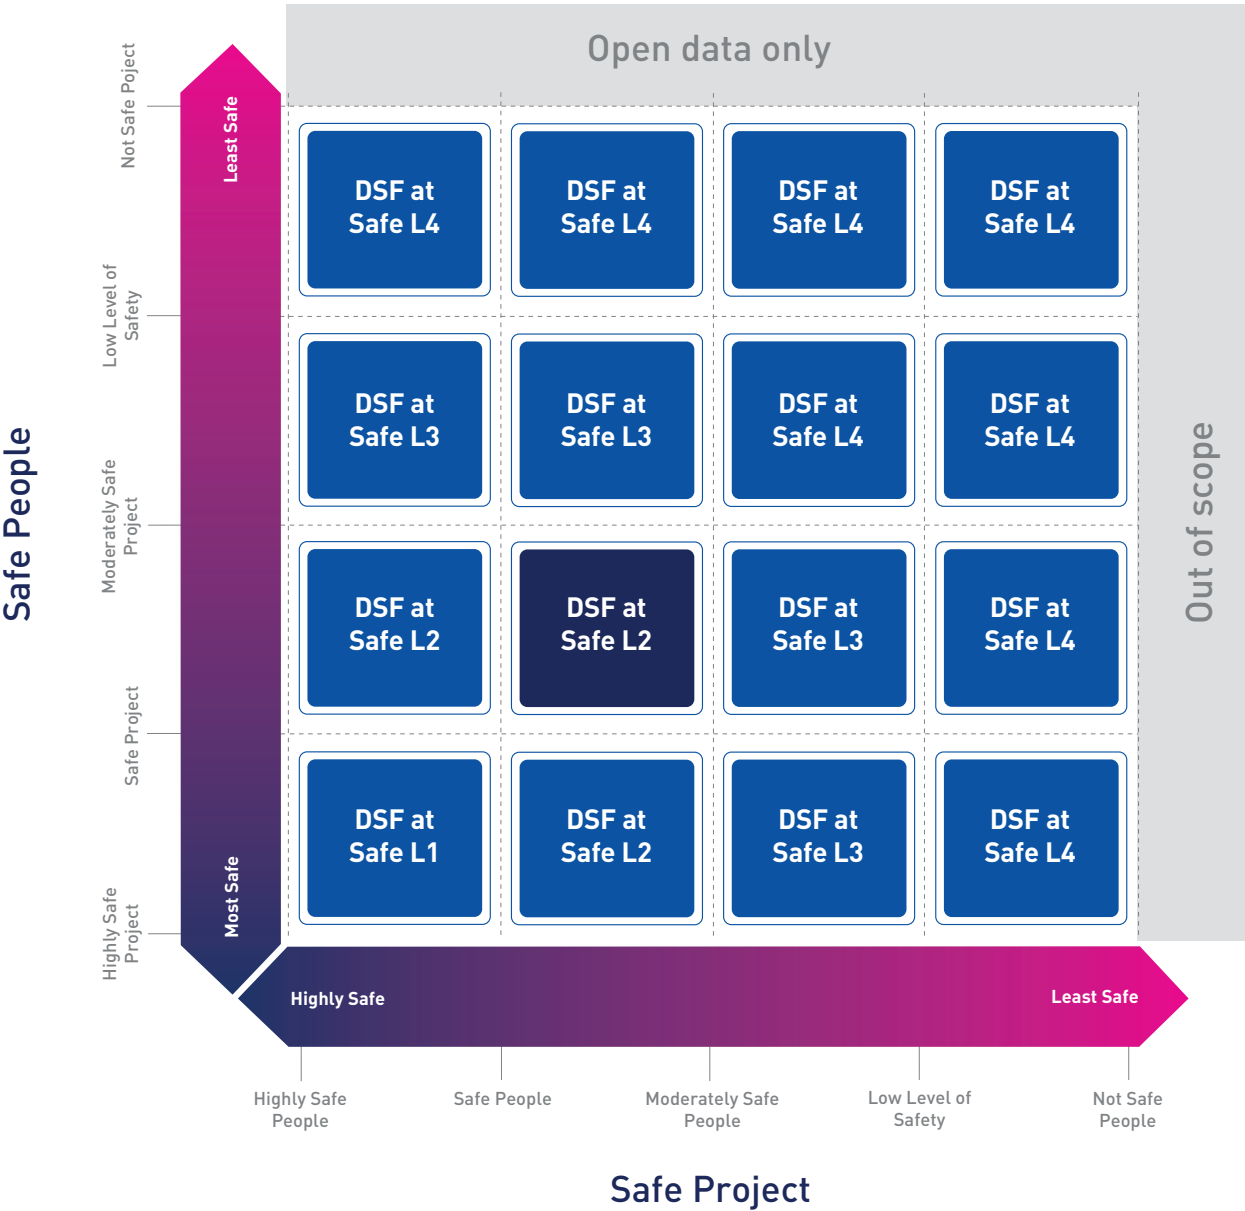 Open data only
Not Safe Poject
Least Safe
DSF at
Safe L4
DSF at
Safe L4
DSF at
Safe L4
DSF at
Safe L4
Low Level of
Safety
DSF at
Safe L3
DSF at
Safe L3
DSF at
Safe L4
DSF at
Safe L4
Safe People
Out of scope
Moderately Safe
Project
DSF at
Safe L2
DSF at
Safe L2
DSF at
Safe L3
DSF at
Safe L4
Safe Project
DSF at
Safe L1
DSF at
Safe L2
DSF at
Safe L3
DSF at
Safe L4
Most Safe
Highly Safe
Project
Highly Safe
Least Safe
Highly Safe
People
Safe People
Moderately Safe
People
Low Level of
Safety
Not Safe
People
Safe Project